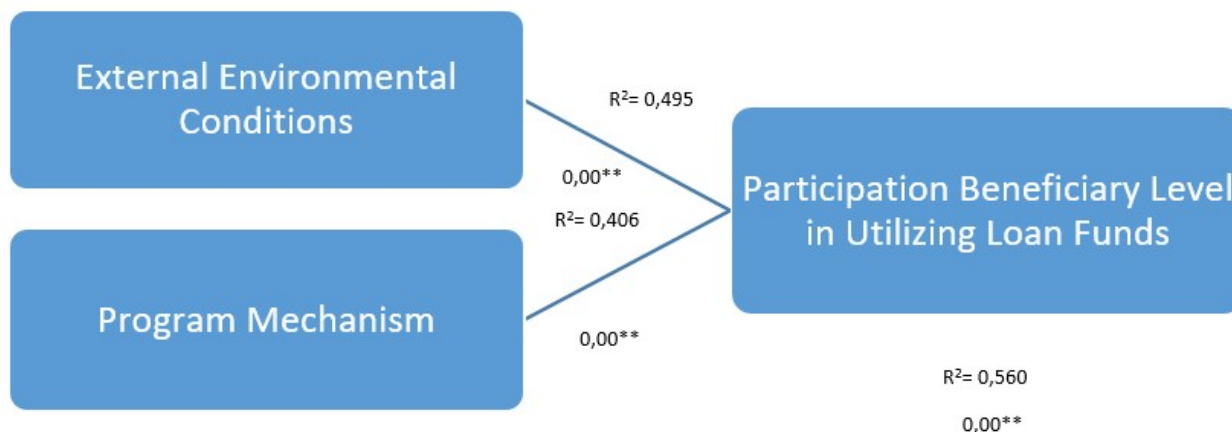 External Environmental
Conditions
R²= 0,495
0,00**
R²= 0,406
Program Mechanism
0,00**
Participation Beneficiary Level
in Utilizing Loan Funds
R²= 0,560
0,00**